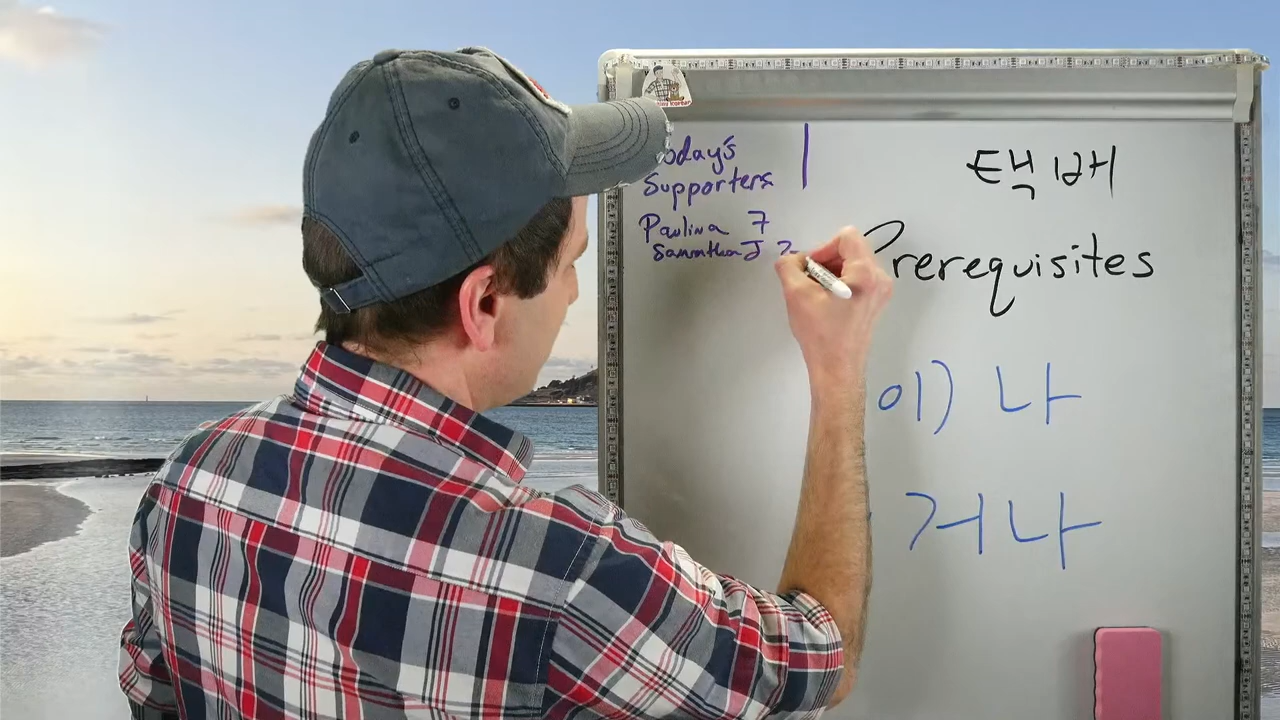 Today's
Supporters
Paulina 7
Samantha J
택배
Prerequisites
이) 나
거나